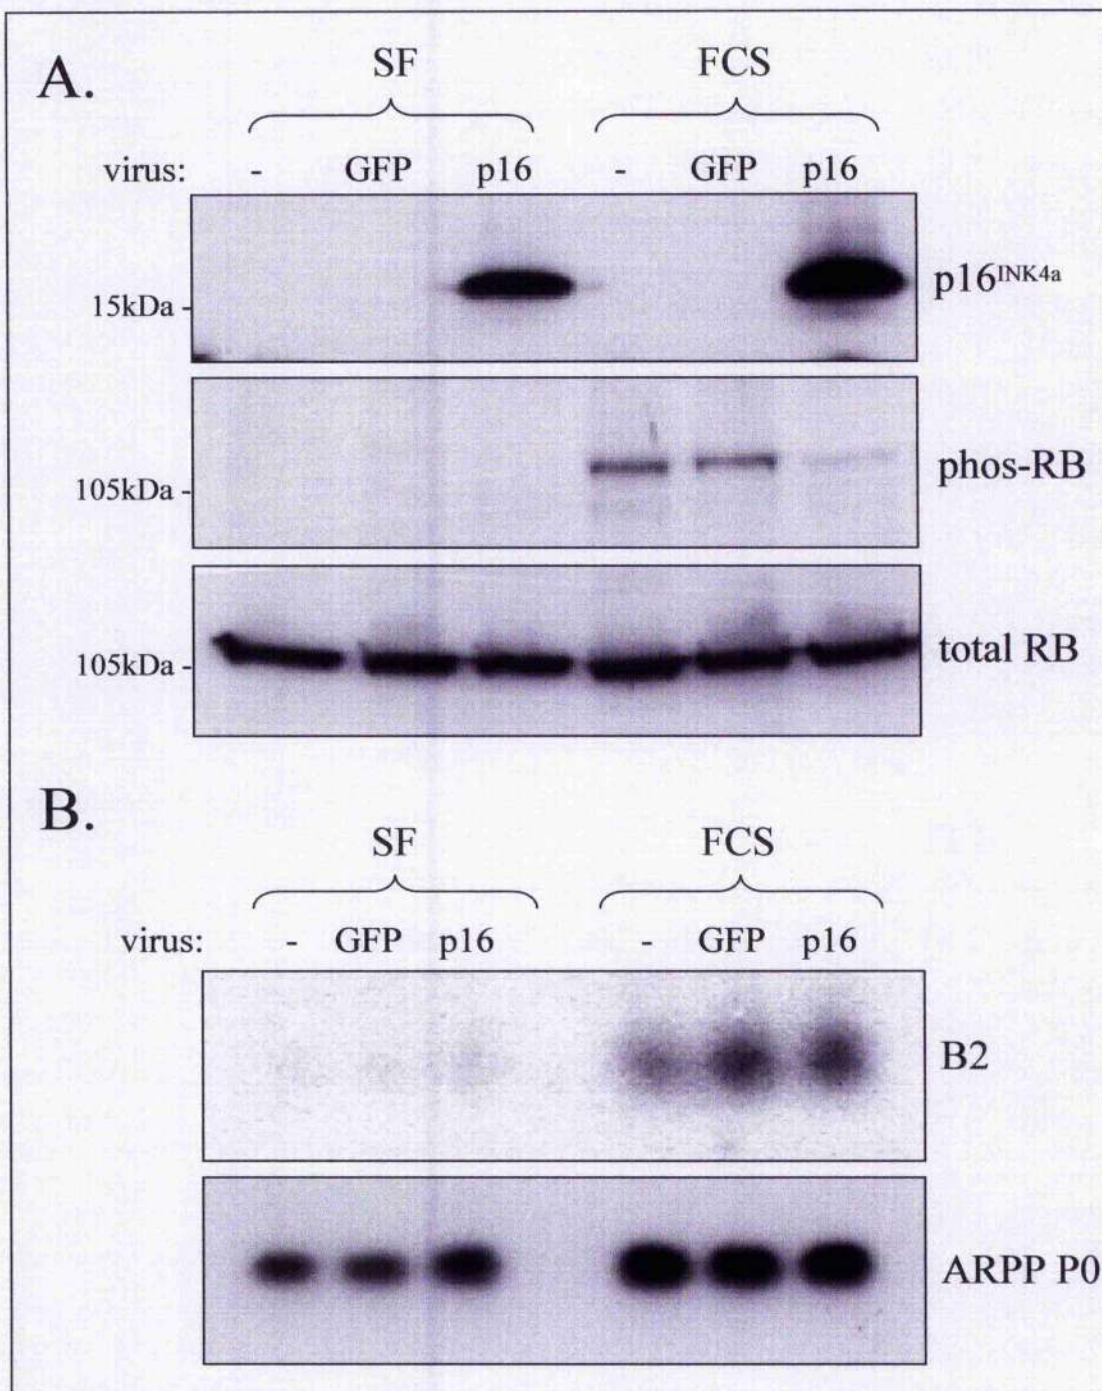 A.
SF FCS
virus: - GFP p16 - GFP p16
p16INK4a
15kDa -
phos-RB
105kDa -
total RB
105kDa -
B.
SF FCS
virus: - GFP p16 - GFP p16
B2
ARPP P0